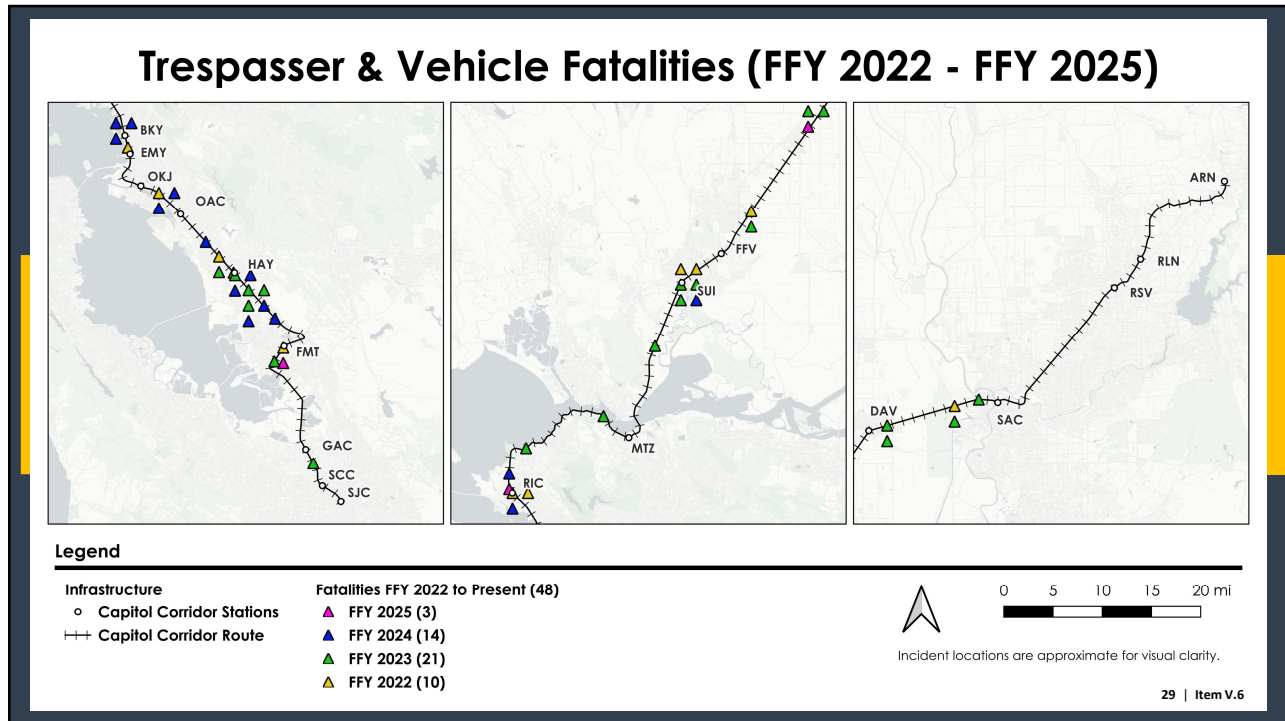 Trespasser & Vehicle Fatalities (FFY 2022 - FFY 2025)
BKY
EMY
OKJ
OAC
HAY
FMT
GAC
SCC
SJC
FFV
SUI
MTZ
RIC
ARN
RLN
RSV
SAC
DAV
Legend
Infrastructure
Capitol Corridor Stations
Capitol Corridor Route
Fatalities FFY 2022 to Present (48)
FFY 2025 (3)
FFY 2024 (14)
FFY 2023 (21)
FFY 2022 (10)
0 5 10 15 20 mi
Incident locations are approximate for visual clarity.
29 | Item V.6